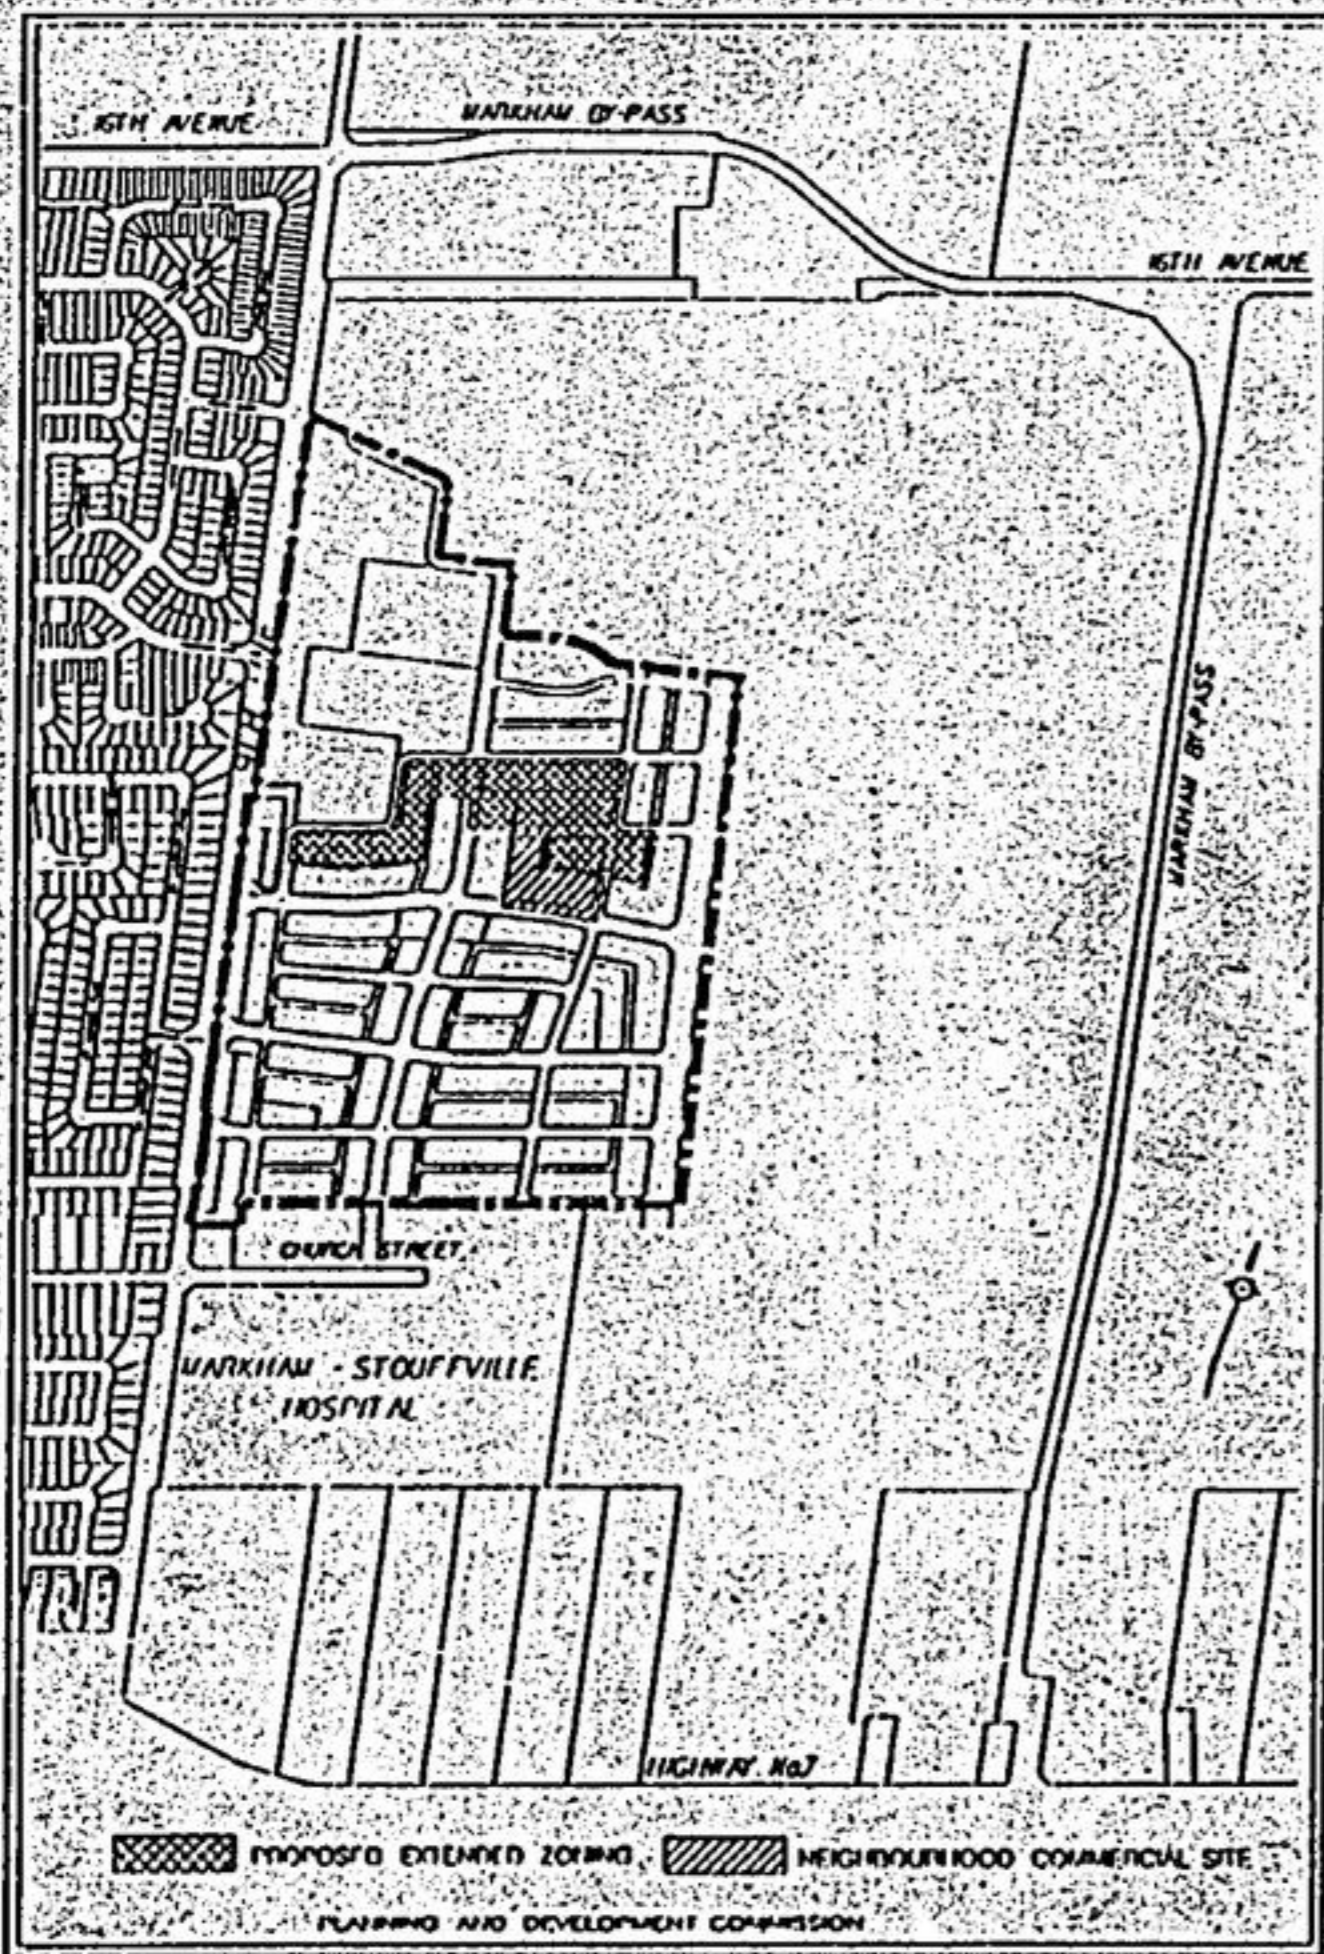 16TH AVENUE
MARKHAM BY-PASS
16TH AVENUE
MARKHAM BY-PASS
CHURCH STREET
MARKHAM - STOUFFVILLE
HOSPITAL
HIGHWAY No 7
PROPOSED EXTENDED ZONING
NEIGHBOURHOOD COMMERCIAL SITE
PLANNING AND DEVELOPMENT COMMISSION